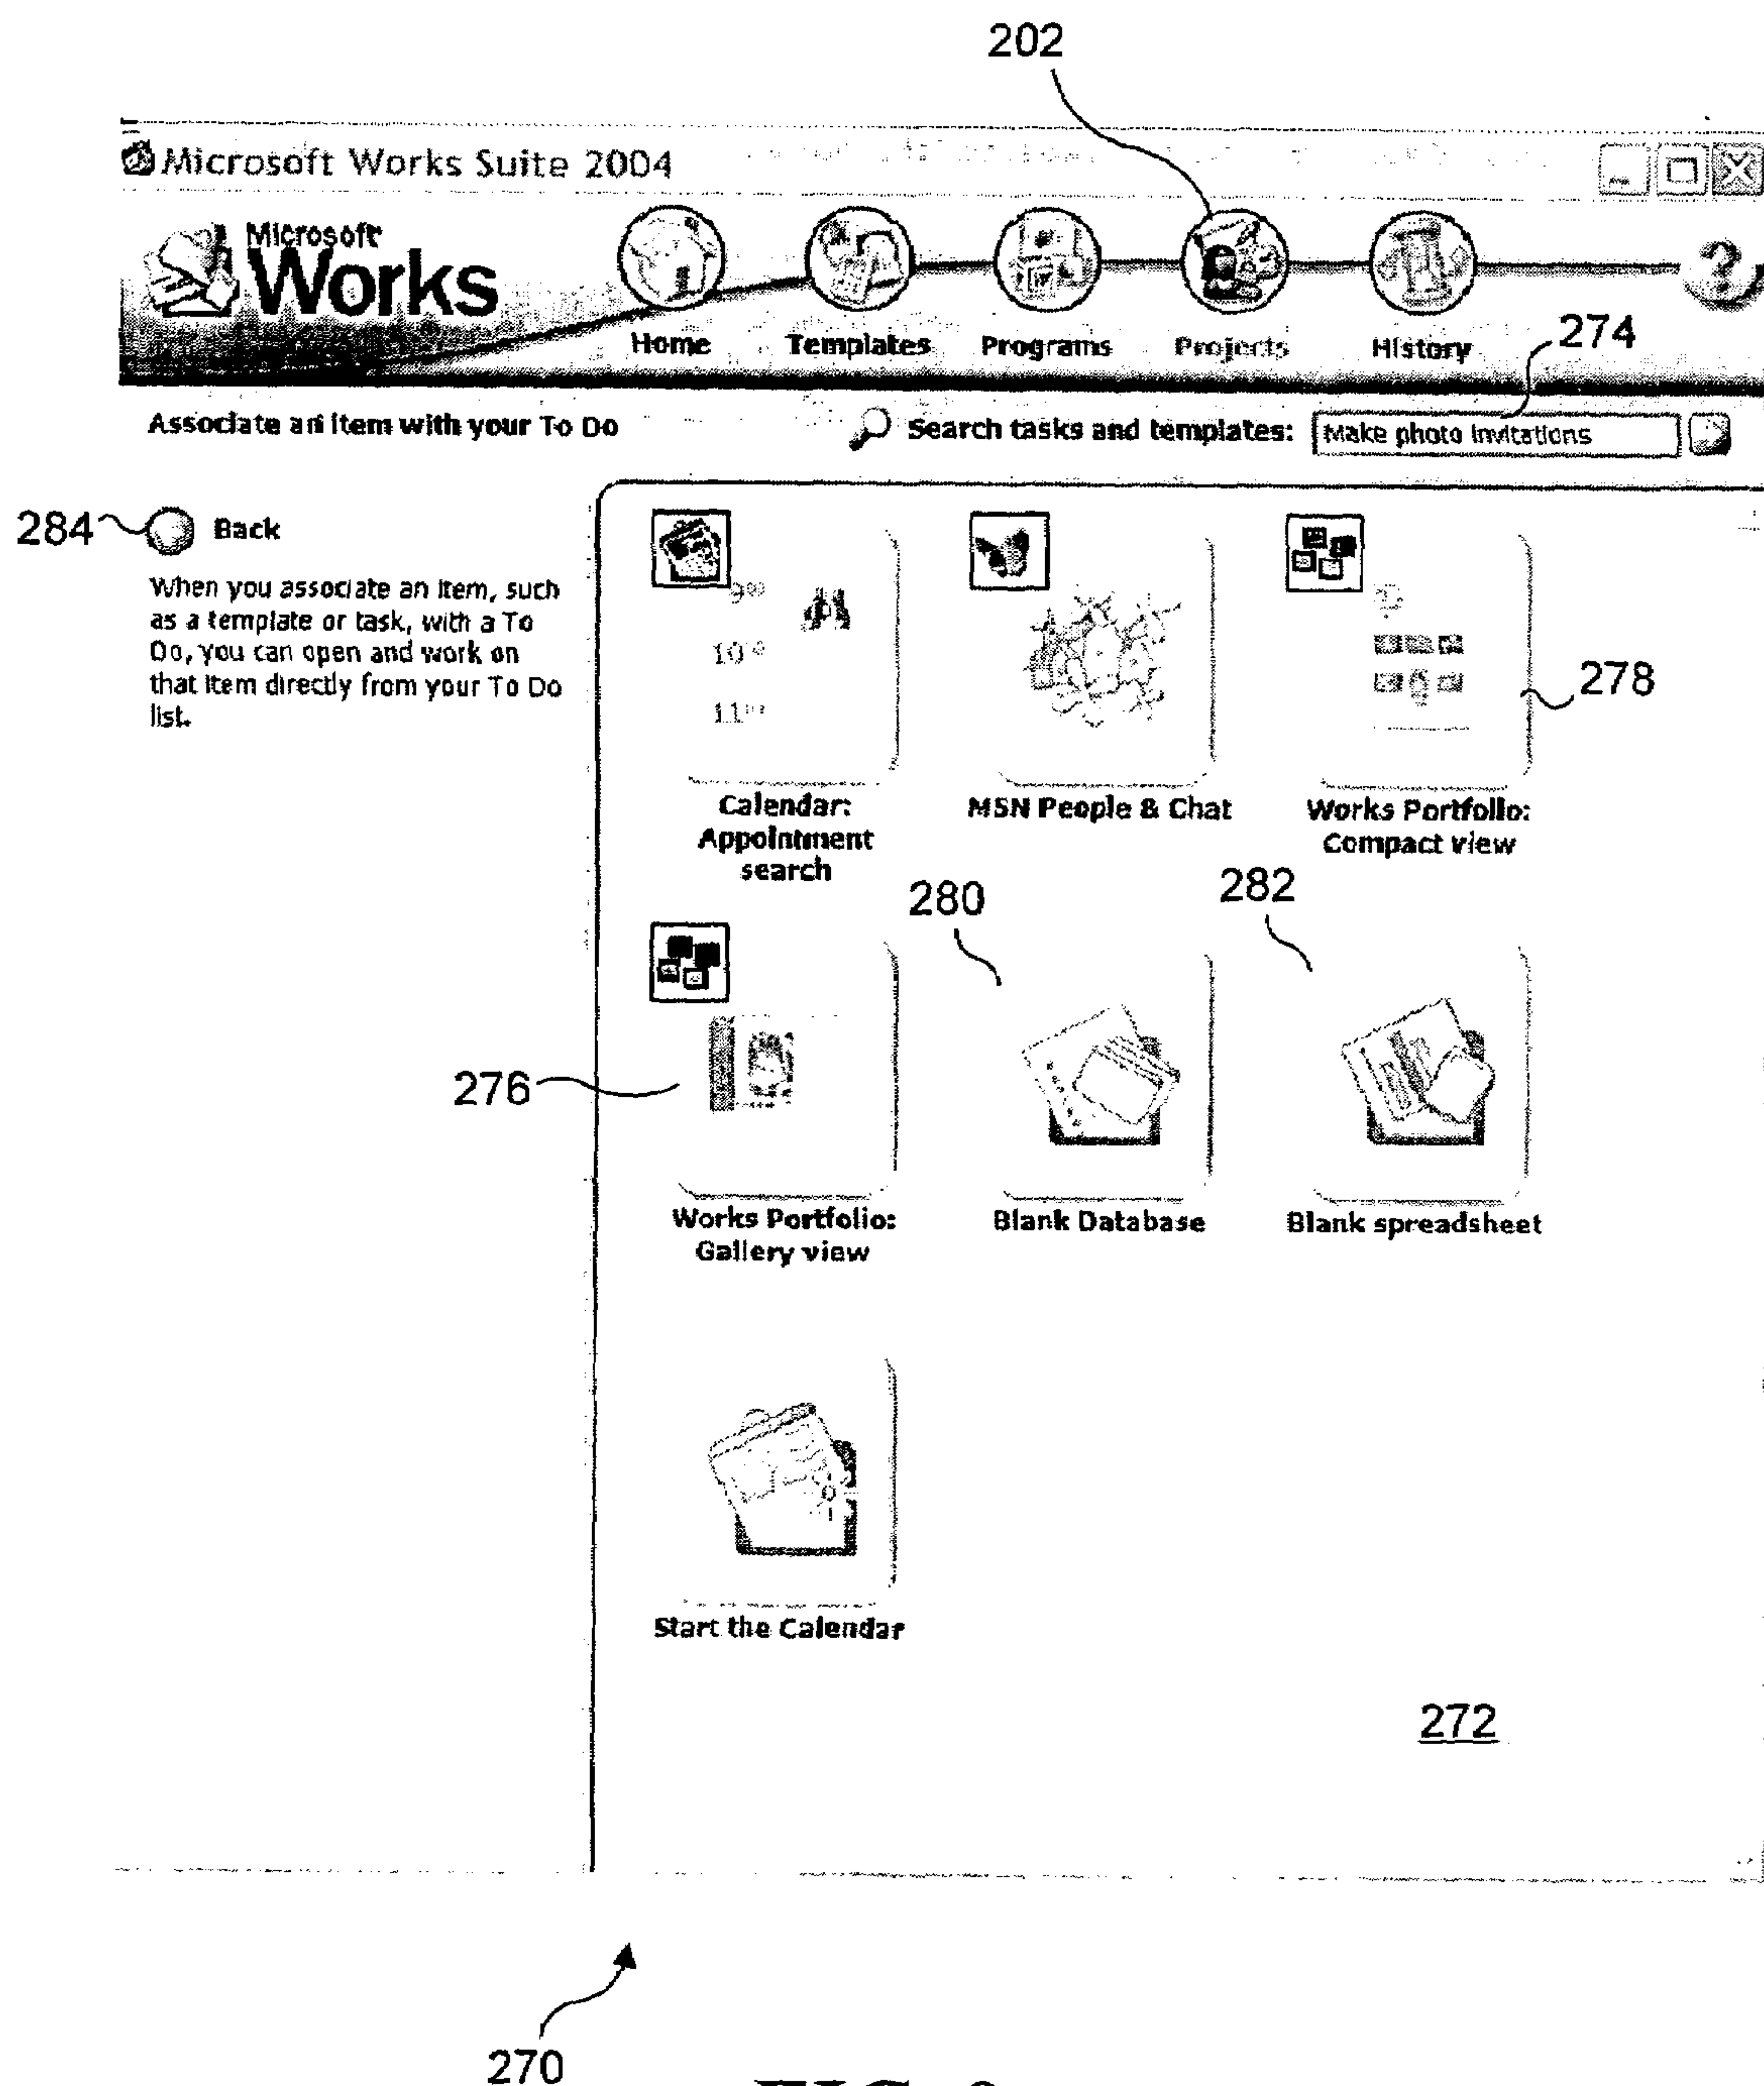 202
Microsoft Works Suite 2004
Microsoft
Works
?
Home Templates Programs Projects History
274
Associate an item with your To Do
Search tasks and templates: Make photo invitations
284
Back
When you associate an item, such
as a template or task, with a To
Do, you can open and work on
that item directly from your To Do
list.
9
10
11
278
Calendar:
Appointment
search
MSN People & Chat
Works Portfolio:
Compact view
280
282
276
Works Portfolio:
Gallery view
Blank Database
Blank spreadsheet
Start the Calendar
272
270